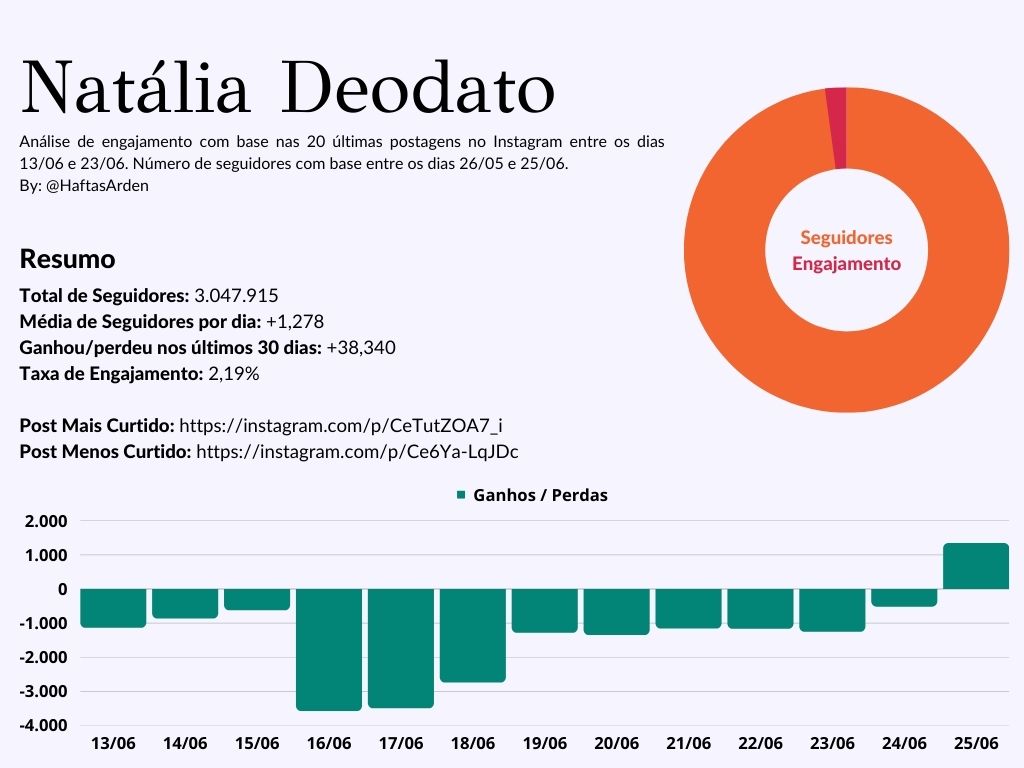 Natália Deodato
Análise de engajamento com base nas 20 últimas postagens no Instagram entre os dias
13/06 e 23/06. Número de seguidores com base entre os dias 26/05 e 25/06.
By: @HaftasArden
Seguidores
Engajamento
Resumo
Total de Seguidores: 3.047.915
Média de Seguidores por dia: +1,278
Ganhou/perdeu nos últimos 30 dias: +38,340
Taxa de Engajamento: 2,19%
Post Mais Curtido: https://instagram.com/p/CeTutZOA7_i
Post Menos Curtido: https://instagram.com/p/Ce6Ya-LqJDc
Ganhos / Perdas
2.000
1.000
0
-1.000
-2.000
-3.000
-4.000
13/06 14/06 15/06 16/06 17/06 18/06 19/06 20/06 21/06 22/06 23/06 24/06 25/06